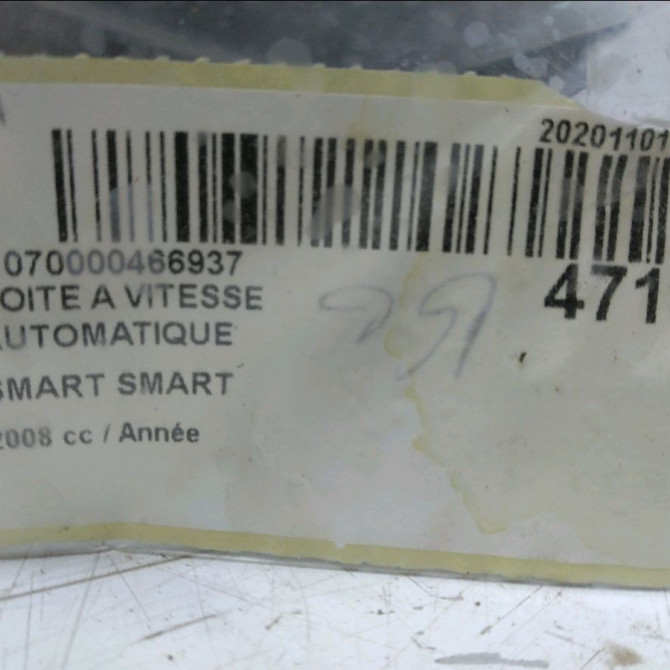 20201101
070000466937
471
OITE A VITESSE
AUTOMATIQUE
SMART SMART
2008 cc / Année